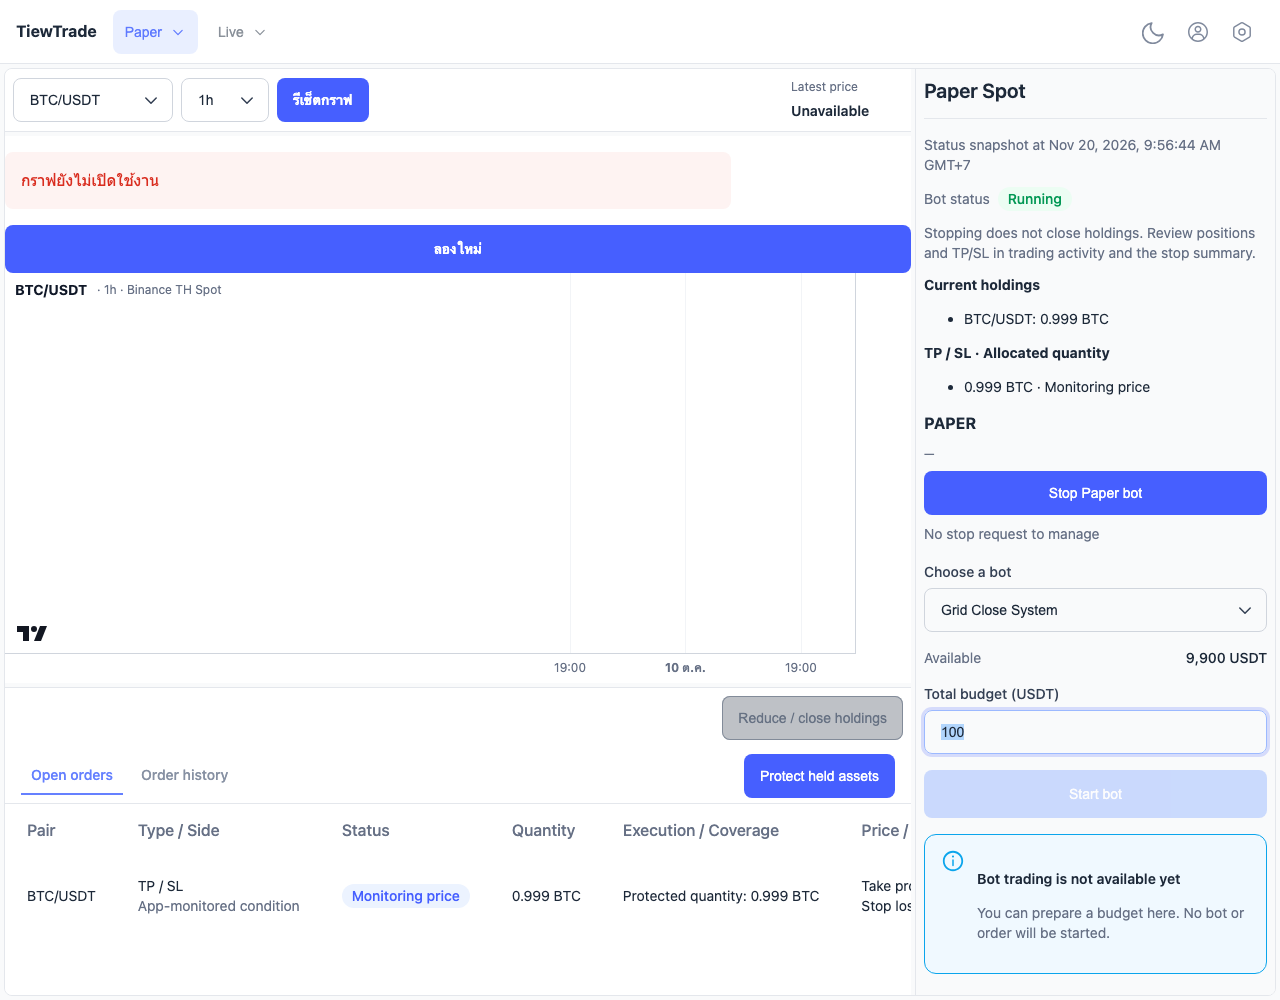 TiewTrade
Paper
Live
BTC/USDT
1h
รีเซ็ตกราฟ
Latest price
Unavailable
กราฟยังไม่เปิดใช้งาน
ลองใหม่
BTC/USDT · 1h · Binance TH Spot
19:00
10 ต.ค.
19:00
Reduce / close holdings
Open orders
Order history
Protect held assets
Pair
Type / Side
Status
Quantity
Execution / Coverage
Price /
BTC/USDT
TP / SL
App-monitored condition
Monitoring price
0.999 BTC
Protected quantity: 0.999 BTC
Take pro
Stop los
Paper Spot
Status snapshot at Nov 20, 2026, 9:56:44 AM
GMT+7
Bot status Running
Stopping does not close holdings. Review positions
and TP/SL in trading activity and the stop summary.
Current holdings
• BTC/USDT: 0.999 BTC
TP / SL · Allocated quantity
• 0.999 BTC · Monitoring price
PAPER
—
Stop Paper bot
No stop request to manage
Choose a bot
Grid Close System
Available
9,900 USDT
Total budget (USDT)
100
Start bot
Bot trading is not available yet
You can prepare a budget here. No bot or
order will be started.